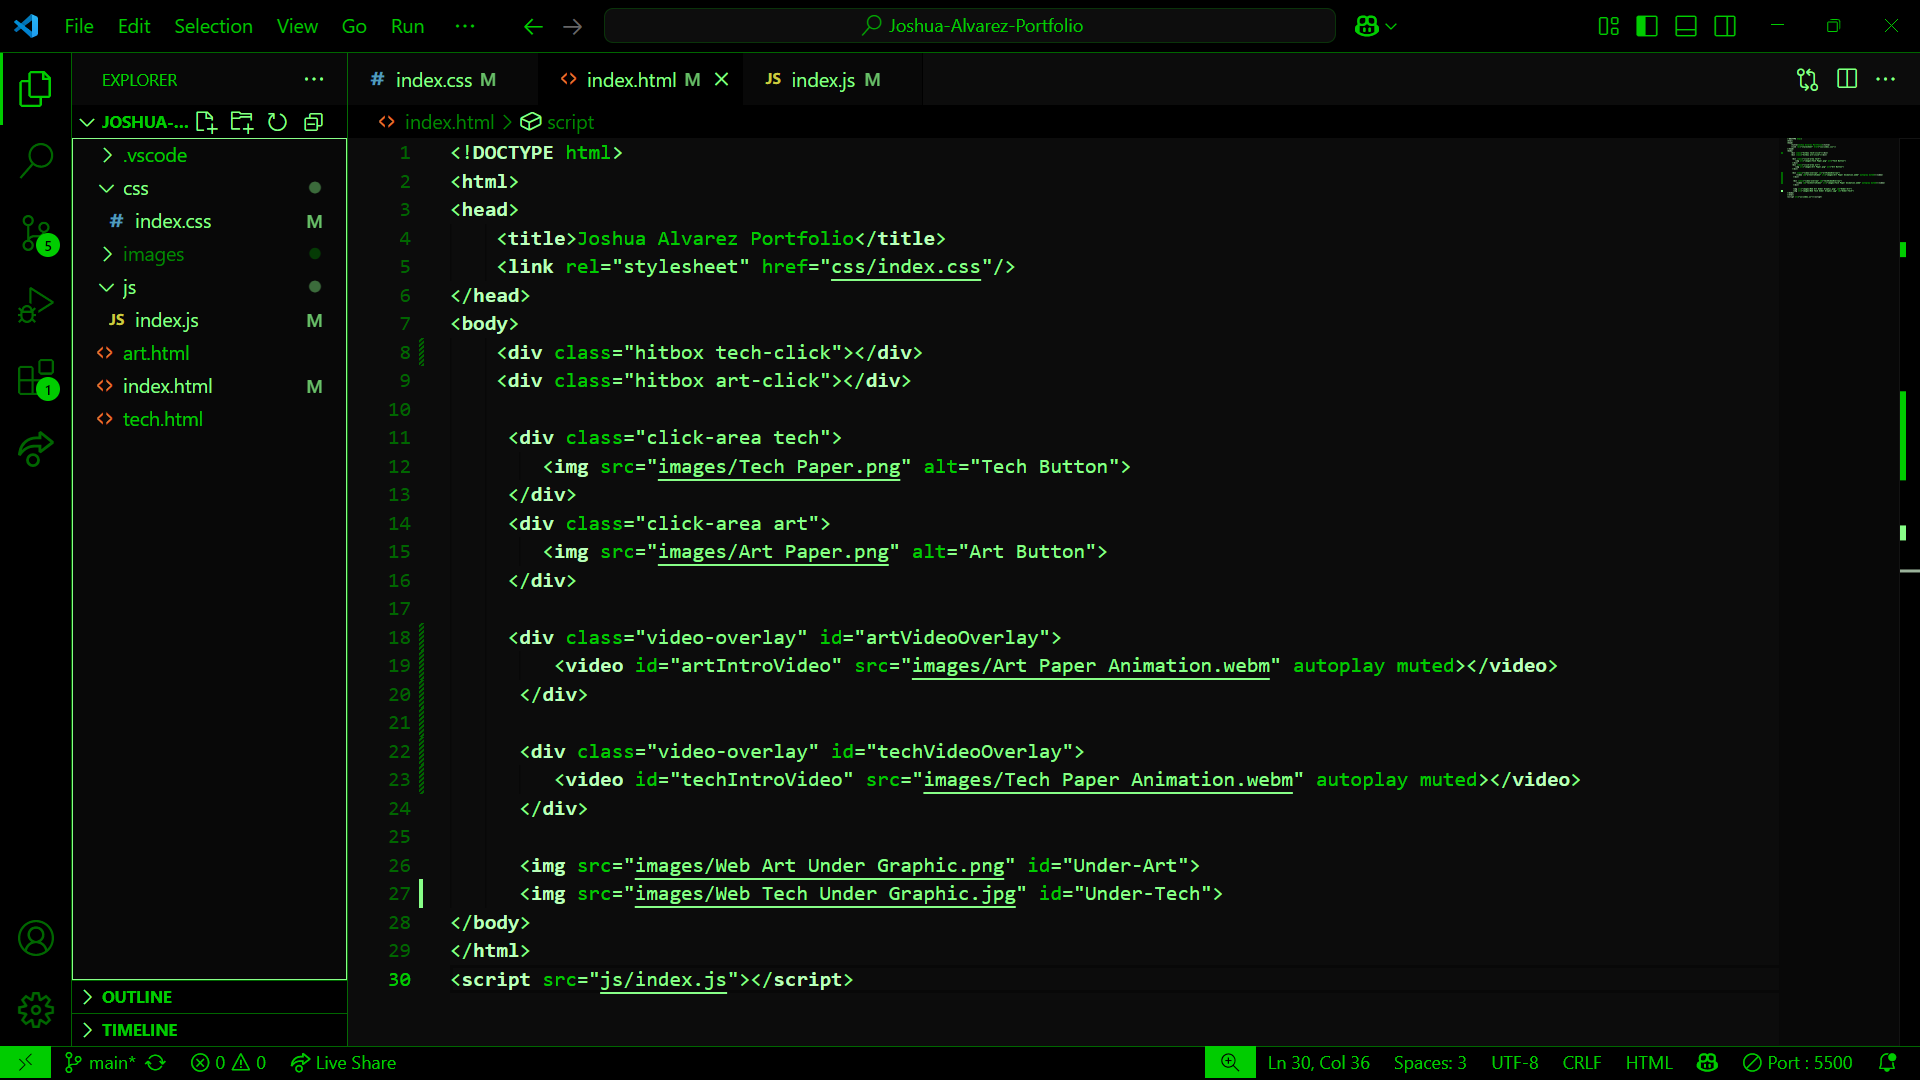 File Edit Selection View Go Run ···
Joshua-Alvarez-Portfolio
EXPLORER
JOSHUA-...
.vscode
css
# index.css M
images
js
JS index.js M
<> art.html
<> index.html M
<> tech.html
5
1
OUTLINE
TIMELINE
# index.css M
<> index.html M
JS index.js M
<> index.html > script
1 <!DOCTYPE html>
2 <html>
3 <head>
4     <title>Joshua Alvarez Portfolio</title>
5     <link rel="stylesheet" href="css/index.css"/>
6 </head>
7 <body>
8     <div class="hitbox tech-click"></div>
9     <div class="hitbox art-click"></div>
10
11      <div class="click-area tech">
12         <img src="images/Tech Paper.png" alt="Tech Button">
13      </div>
14      <div class="click-area art">
15         <img src="images/Art Paper.png" alt="Art Button">
16      </div>
17
18      <div class="video-overlay" id="artVideoOverlay">
19          <video id="artIntroVideo" src="images/Art Paper Animation.webm" autoplay muted></video>
20       </div>
21
22       <div class="video-overlay" id="techVideoOverlay">
23          <video id="techIntroVideo" src="images/Tech Paper Animation.webm" autoplay muted></video>
24       </div>
25
26       <img src="images/Web Art Under Graphic.png" id="Under-Art">
27       <img src="images/Web Tech Under Graphic.jpg" id="Under-Tech">
28 </body>
29 </html>
30 <script src="js/index.js"></script>
main* 0 0 Live Share
Ln 30, Col 36 Spaces: 3 UTF-8 CRLF HTML Port : 5500